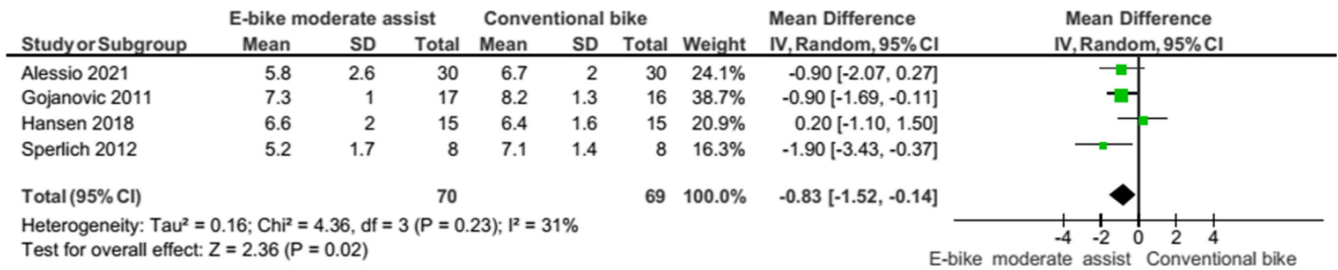 E-bike moderate assist Conventional bike Mean Difference Mean Difference
Study or Subgroup Mean SD Total Mean SD Total Weight IV, Random, 95% CI IV, Random, 95% CI
Alessio 2021 5.8 2.6 30 6.7 2 30 24.1% -0.90 [-2.07, 0.27]
Gojanovic 2011 7.3 1 17 8.2 1.3 16 38.7% -0.90 [-1.69, -0.11]
Hansen 2018 6.6 2 15 6.4 1.6 15 20.9% 0.20 [-1.10, 1.50]
Sperlich 2012 5.2 1.7 8 7.1 1.4 8 16.3% -1.90 [-3.43, -0.37]
Total (95% CI) 70 69 100.0% -0.83 [-1.52, -0.14]
Heterogeneity: Tau² = 0.16; Chi² = 4.36, df = 3 (P = 0.23); I² = 31%
Test for overall effect: Z = 2.36 (P = 0.02)
-4 -2 0 2 4
E-bike moderate assist Conventional bike